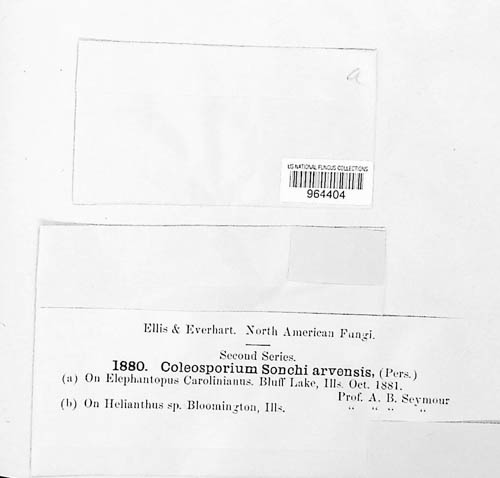 a
US NATIONAL FUNGUS COLLECTIONS
964404
Ellis & Everhart. North American Fungi.
Second Series.
1880. Coleosporium Sonchi arvensis, (Pers.)
(a) On Elephantopus Carolinianus. Bluff Lake, Ills. Oct. 1881.
Prof. A. B. Seymour
(b) On Helianthus sp. Bloomington, Ills. " " " "